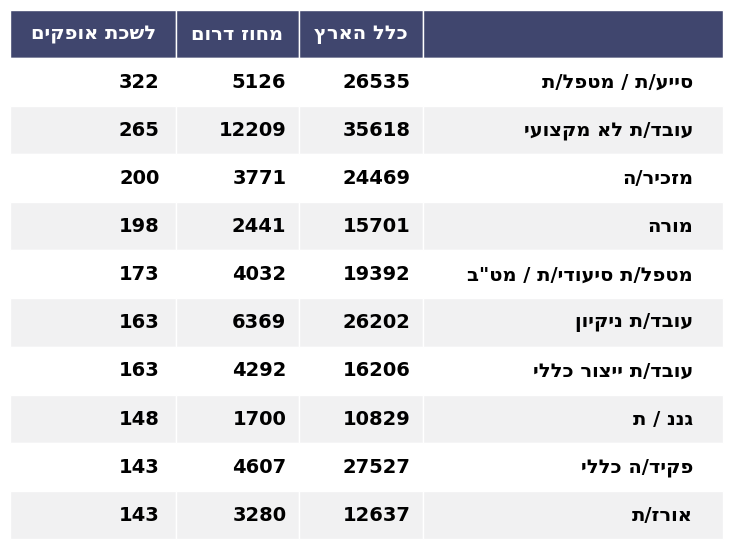 כלל הארץ מחוז דרום לשכת אופקים
סייע/ת / מטפל/ת 26535 5126 322
עובד/ת לא מקצועי 35618 12209 265
מזכיר/ה 24469 3771 200
מורה 15701 2441 198
מטפל/ת סיעודי/ת / מט"ב 19392 4032 173
עובד/ת ניקיון 26202 6369 163
עובד/ת ייצור כללי 16206 4292 163
גננ / ת 10829 1700 148
פקיד/ה כללי 27527 4607 143
אורז/ת 12637 3280 143